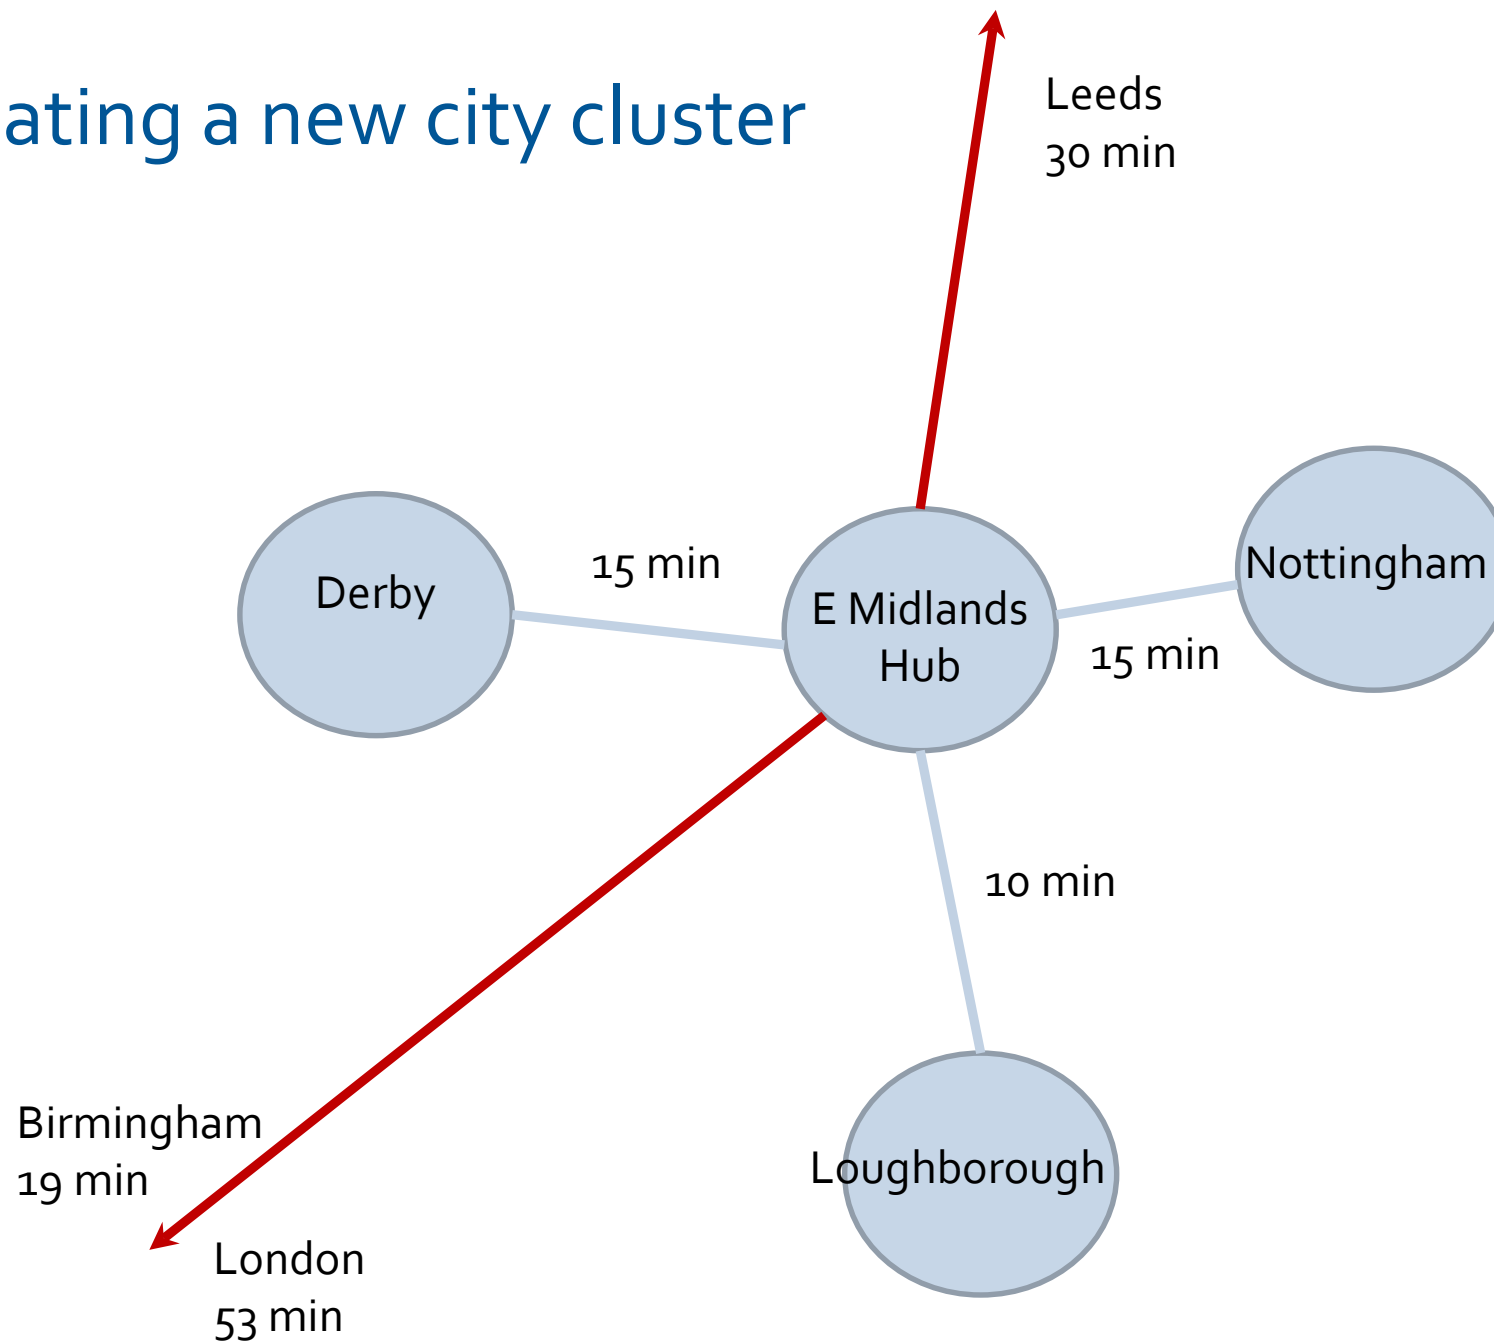 ating a new city cluster
Leeds
30 min
Derby
15 min
E Midlands
Hub
Nottingham
15 min
10 min
Birmingham
19 min
Loughborough
London
53 min